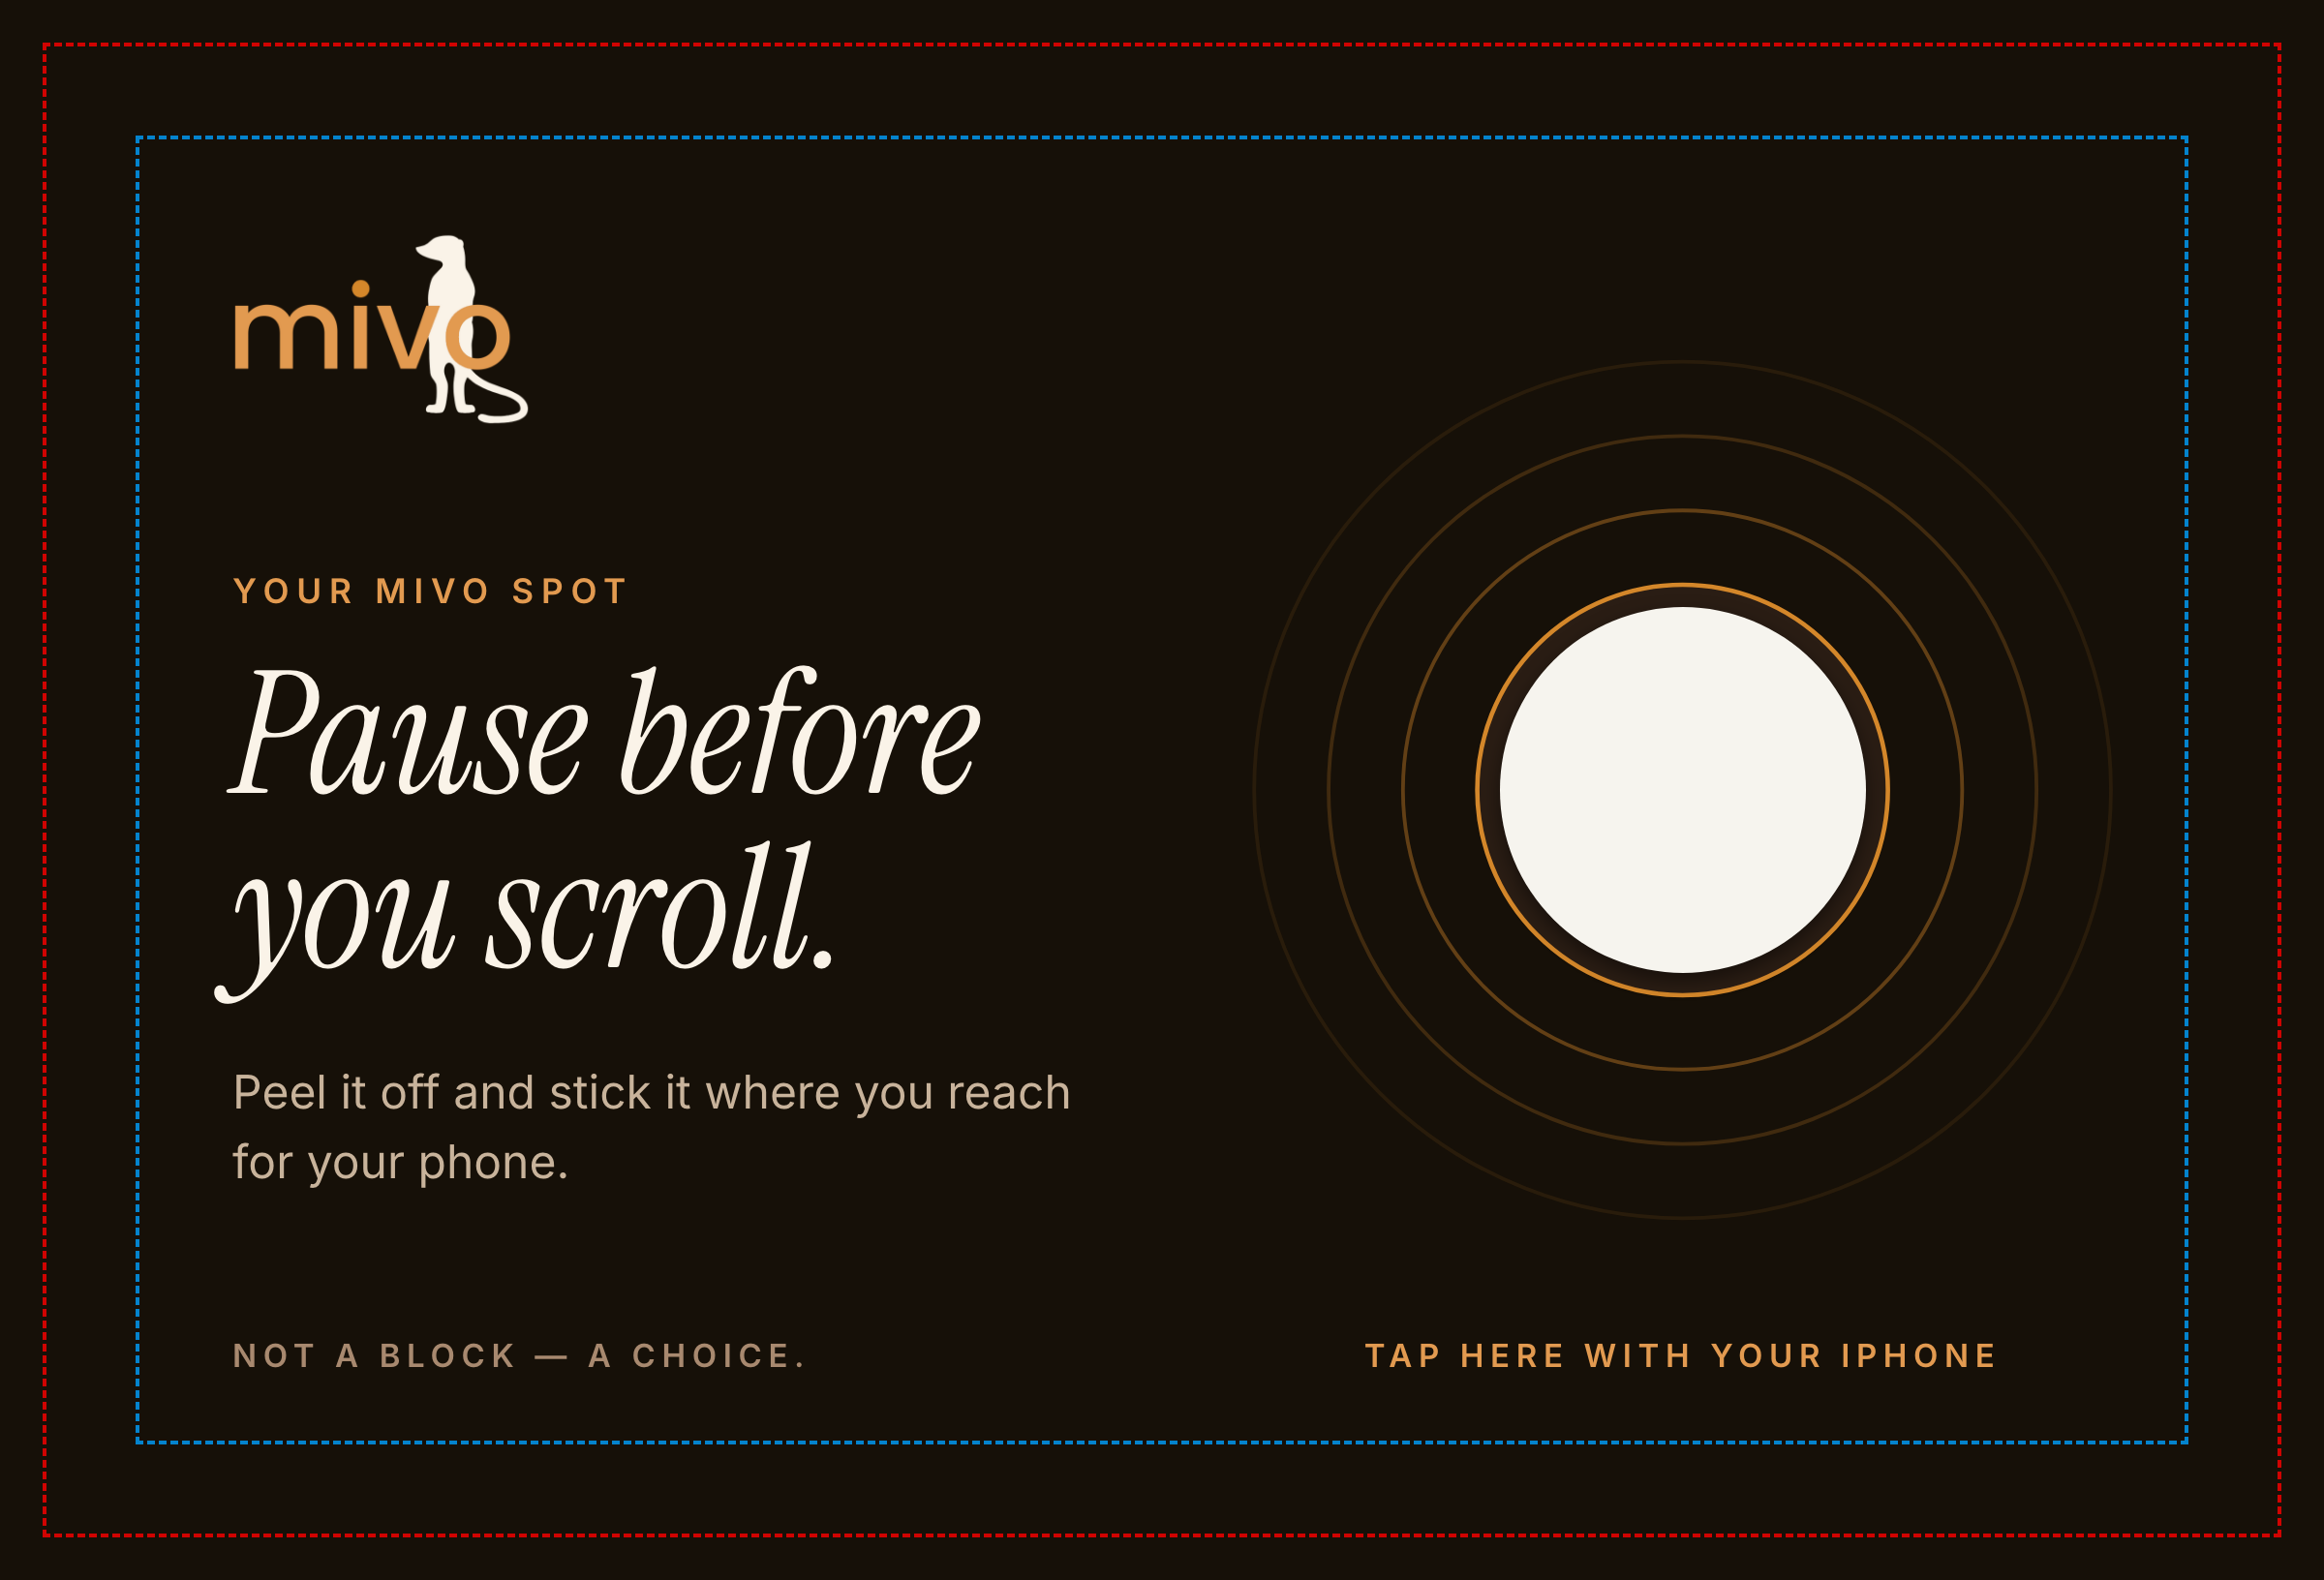 mivo
YOUR MIVO SPOT
Pause before
you scroll.
Peel it off and stick it where you reach
for your phone.
NOT A BLOCK — A CHOICE.
TAP HERE WITH YOUR IPHONE